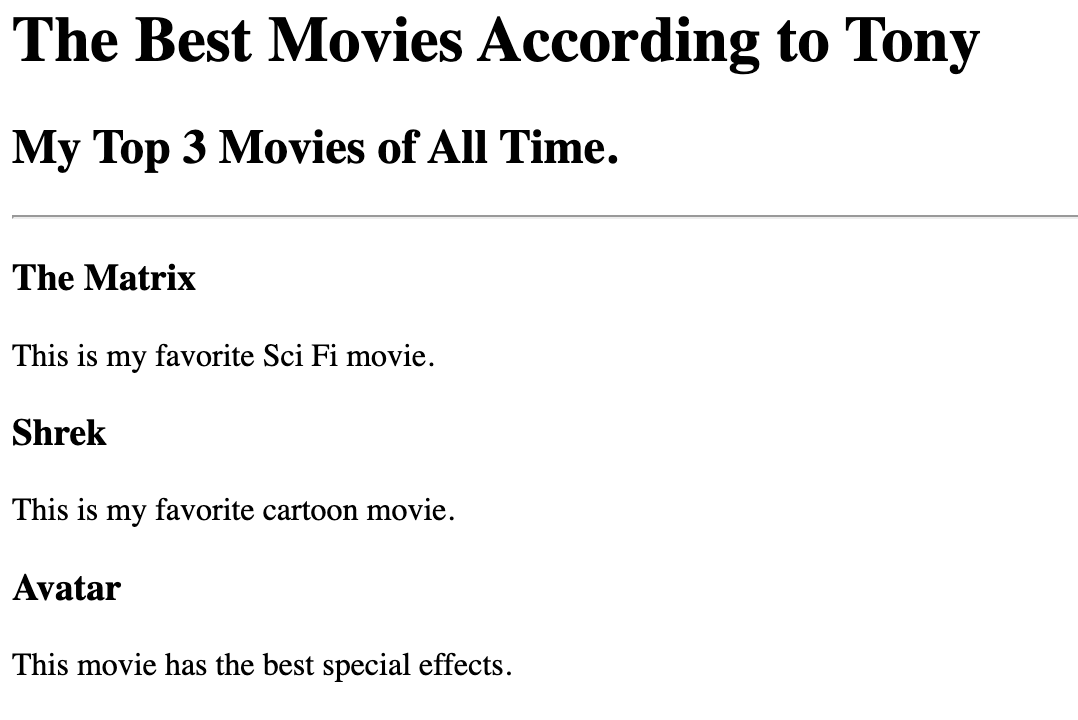 The Best Movies According to Tony
My Top 3 Movies of All Time.
The Matrix
This is my favorite Sci Fi movie.
Shrek
This is my favorite cartoon movie.
Avatar
This movie has the best special effects.